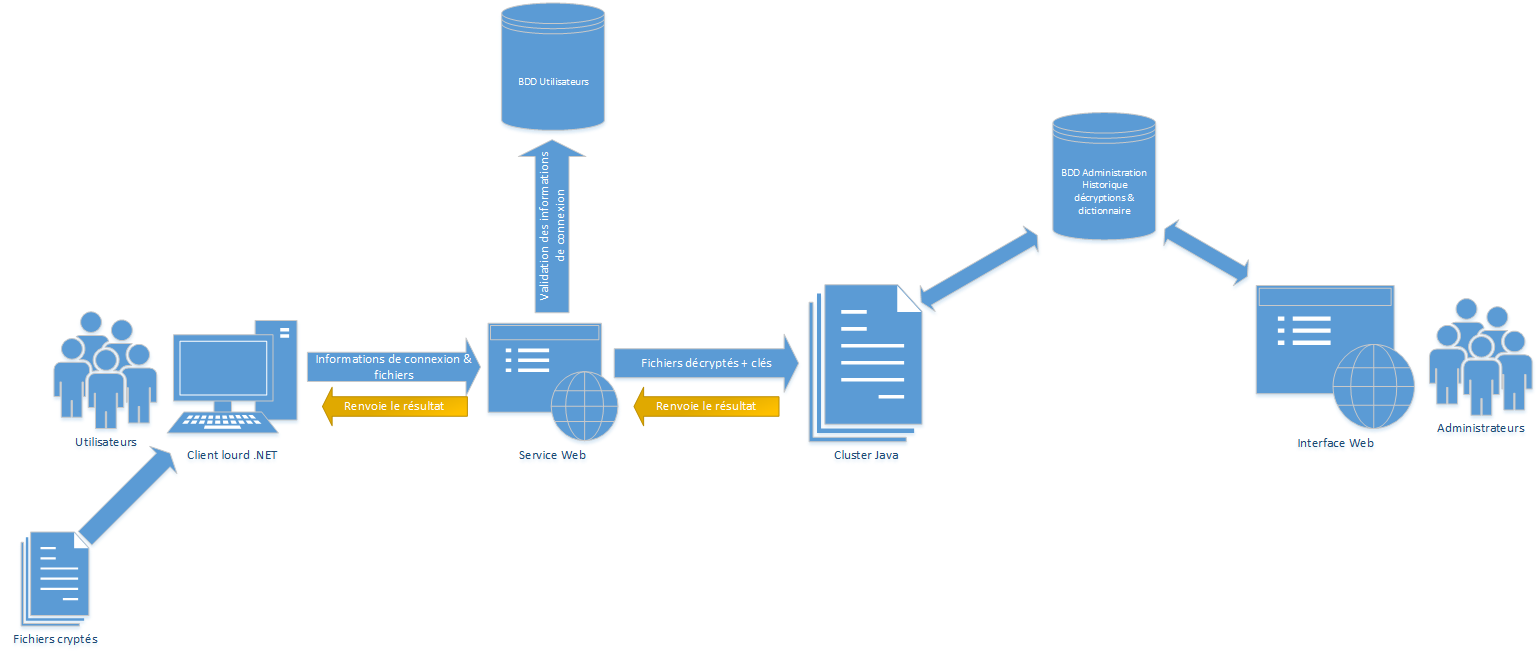 BDD Utilisateurs
Validation des informations
de connexion
BDD Administration
Historique
décryptions &
dictionnaire
Informations de connexion &
fichiers
Fichiers décryptés + clés
Renvoie le résultat
Renvoie le résultat
Utilisateurs
Client lourd .NET
Service Web
Cluster Java
Interface Web
Administrateurs
Fichiers cryptés